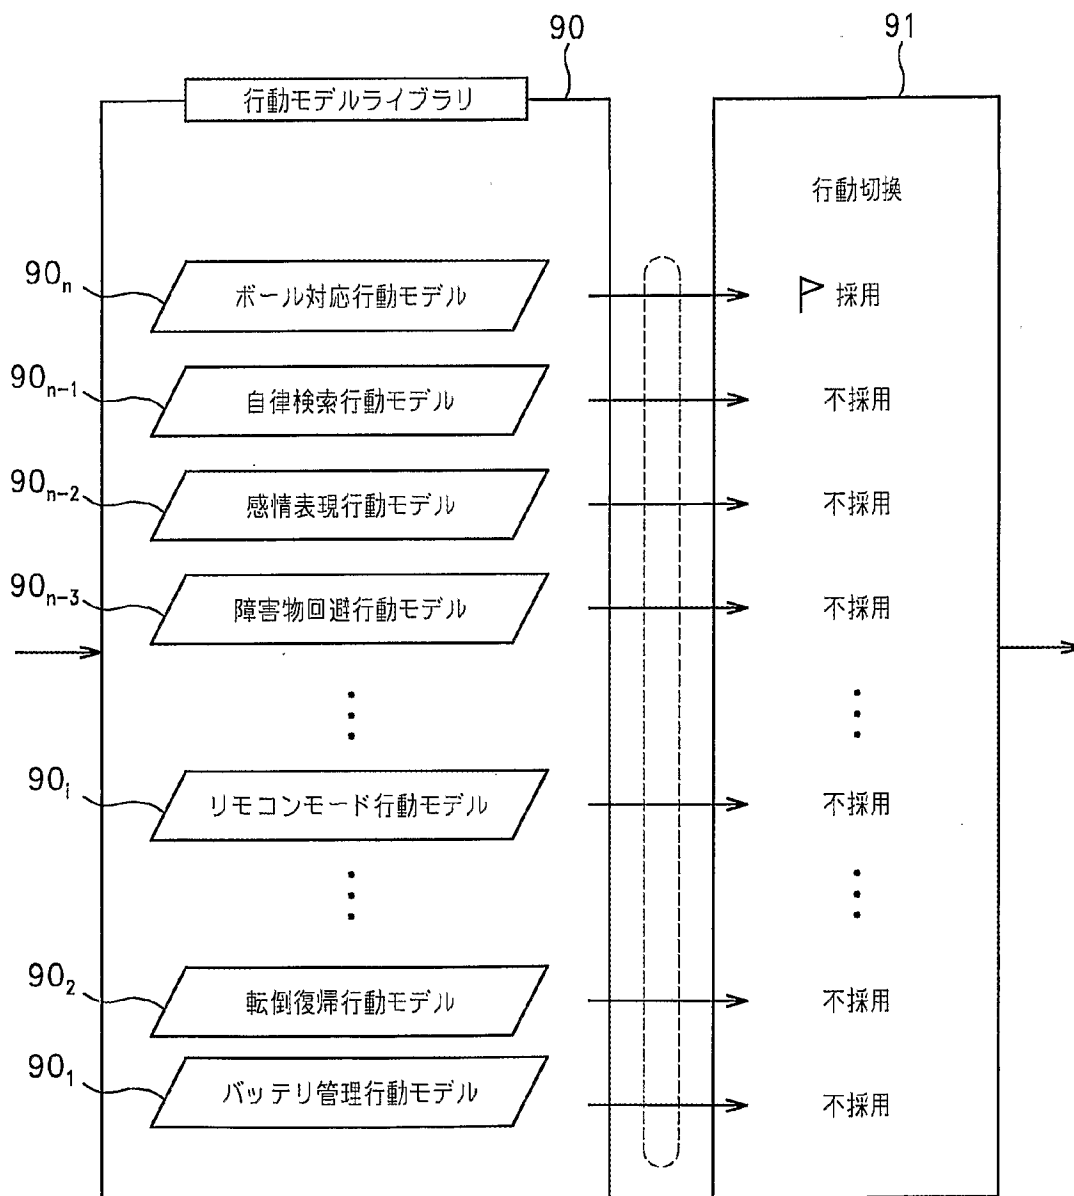 90
91
行動モデルライブラリ
行動切換
90n
ボール対応行動モデル
採用
90n-1
自律検索行動モデル
不採用
90n-2
感情表現行動モデル
不採用
90n-3
障害物回避行動モデル
不採用
90i
リモコンモード行動モデル
不採用
902
転倒復帰行動モデル
不採用
901
バッテリ管理行動モデル
不採用